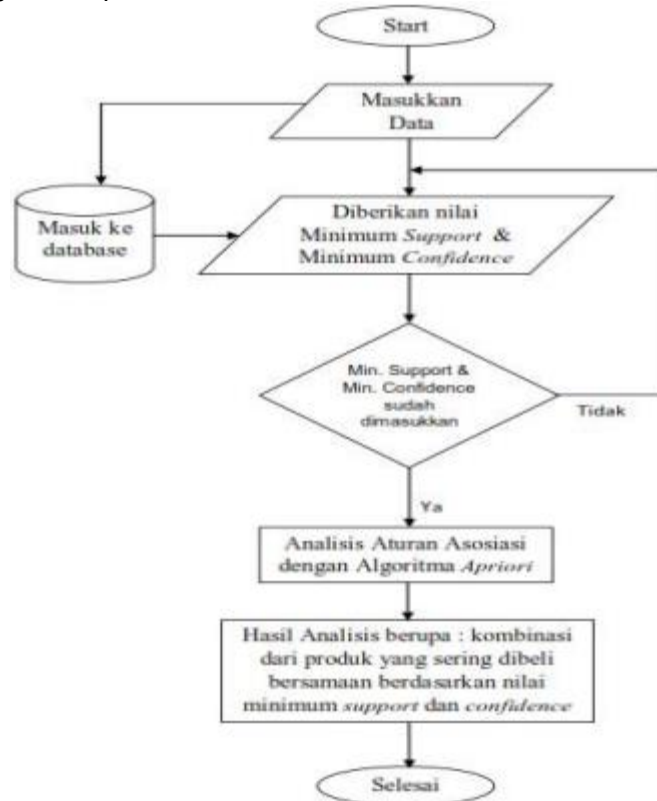 Start
Masukkan
Data
Masuk ke
database
Diberikan nilai
Minimum Support &
Minimum Confidence
Min. Support &
Min. Confidence
sudah
dimasukkan
Tidak
Ya
Analisis Aturan Asosiasi
dengan Algoritma Apriori
Hasil Analisis berupa : kombinasi
dari produk yang sering dibeli
bersamaan berdasarkan nilai
minimum support dan confidence
Selesai